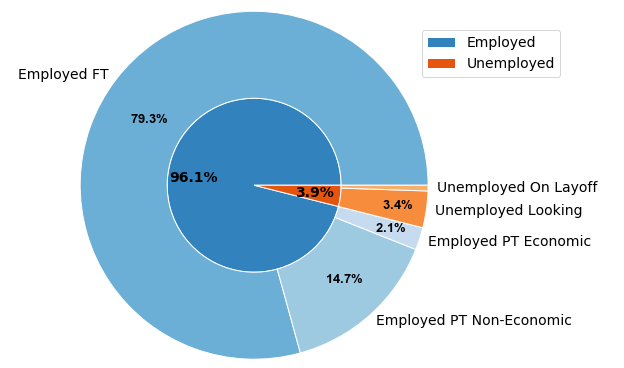 Employed
Unemployed
Employed FT
79.3%
96.1%
3.9%
Unemployed On Layoff
3.4%
Unemployed Looking
2.1%
Employed PT Economic
14.7%
Employed PT Non-Economic